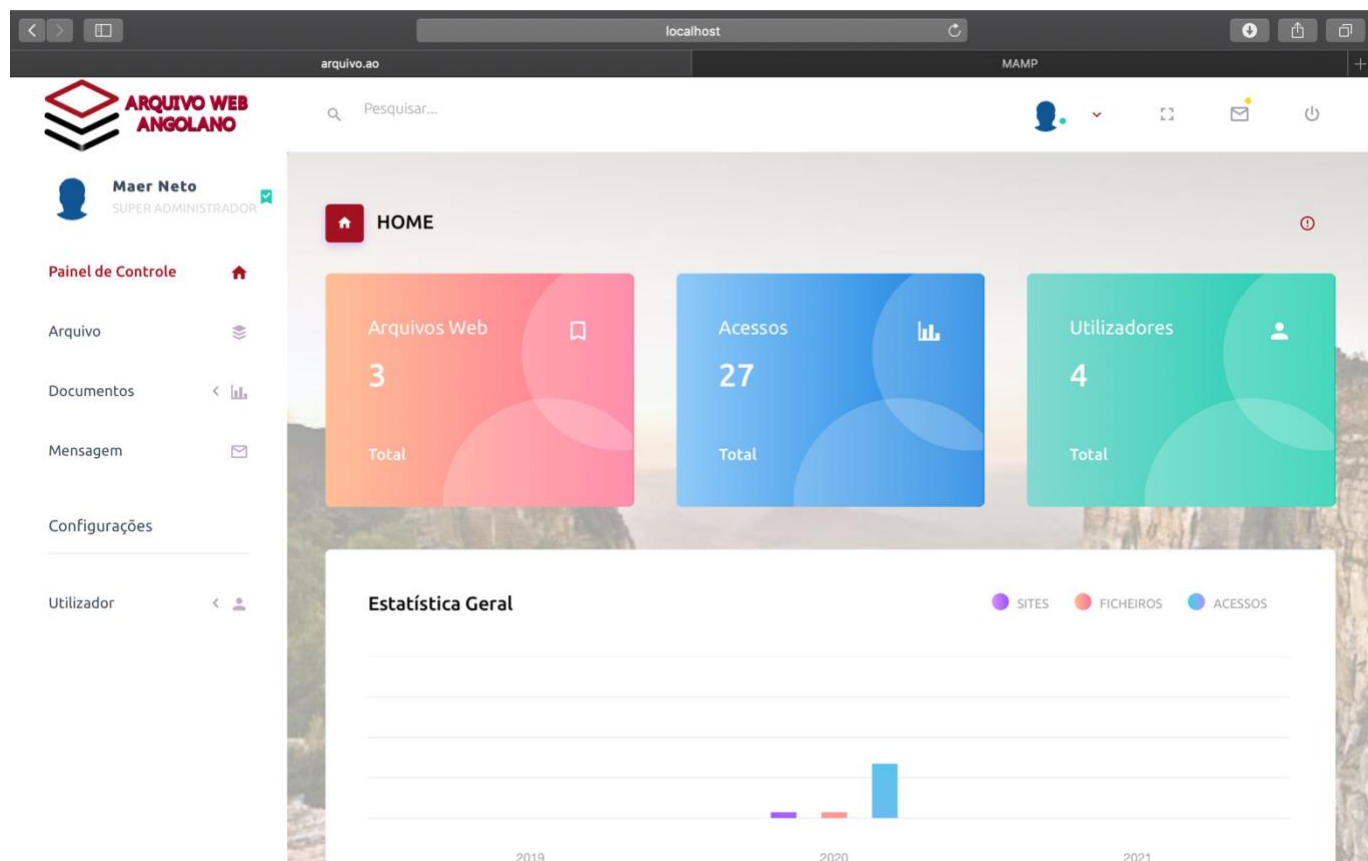 localhost
arquivo.ao
MAMP
ARQUIVO WEB
ANGOLANO
Pesquisar...
Maer Neto
SUPER ADMINISTRADOR
Painel de Controle
Arquivo
Documentos
Mensagem
Configurações
Utilizador
HOME
Arquivos Web
3
Total
Acessos
27
Total
Utilizadores
4
Total
Estatística Geral
SITES
FICHEIROS
ACESSOS
2019
2020
2021